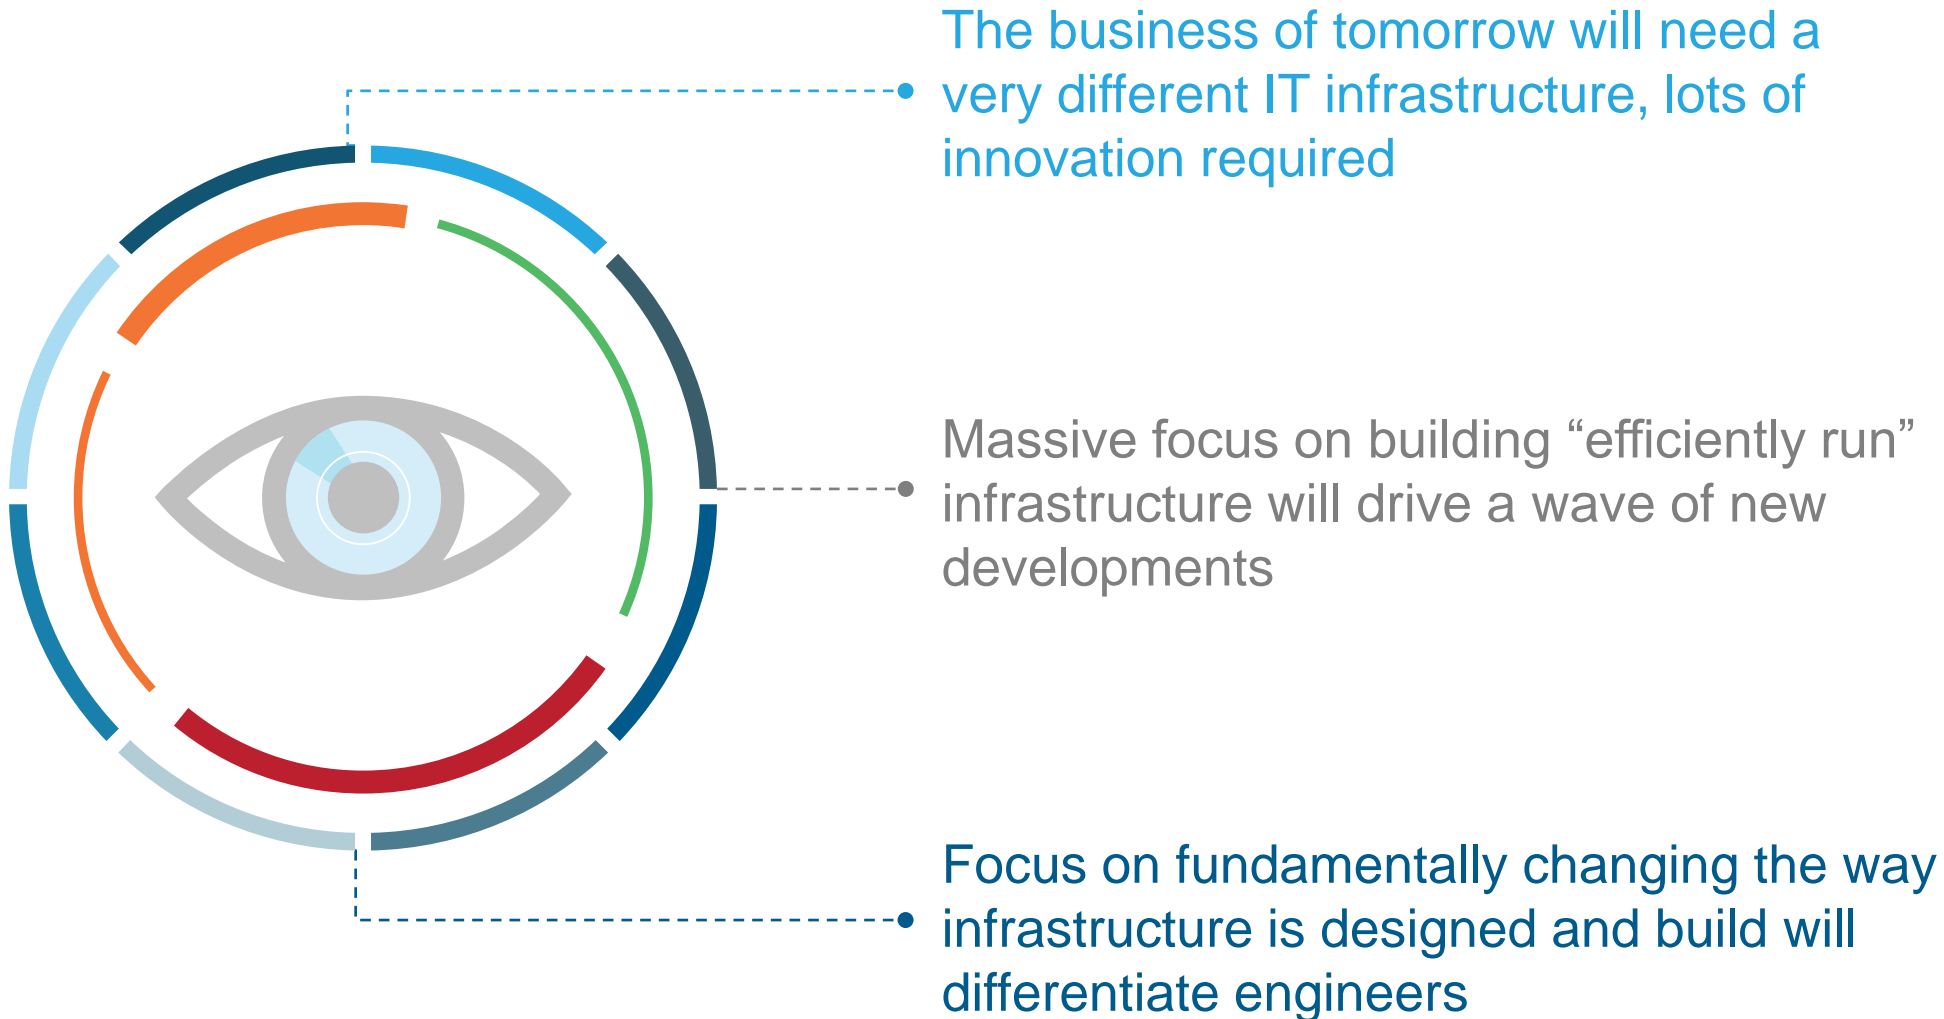 The business of tomorrow will need a
very different IT infrastructure, lots of
innovation required
Massive focus on building “efficiently run”
infrastructure will drive a wave of new
developments
Focus on fundamentally changing the way
infrastructure is designed and build will
differentiate engineers